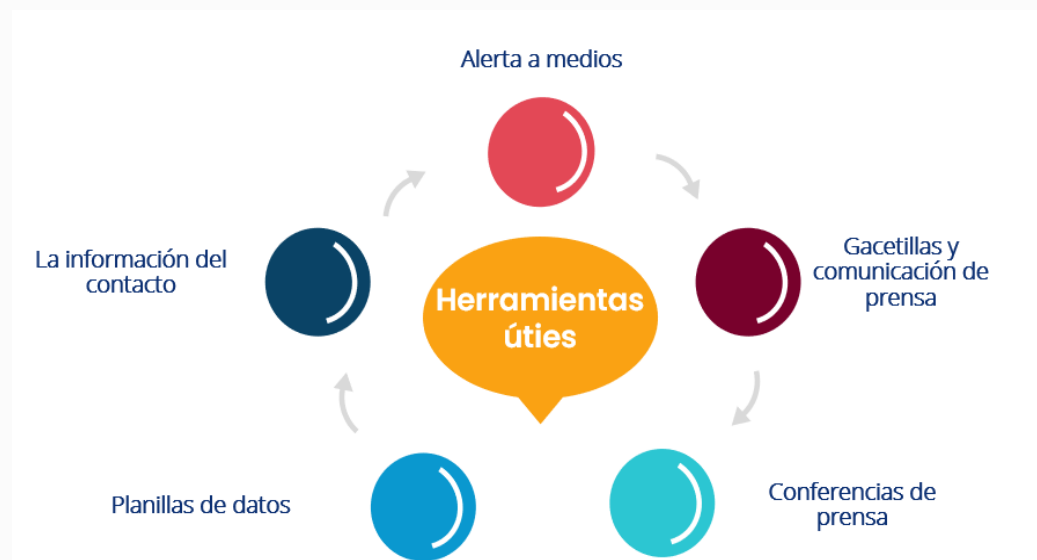 Alerta a medios
La información del
contacto
Gacetillas y
comunicación de
prensa
Herramientas
úties
Planillas de datos
Conferencias de
prensa